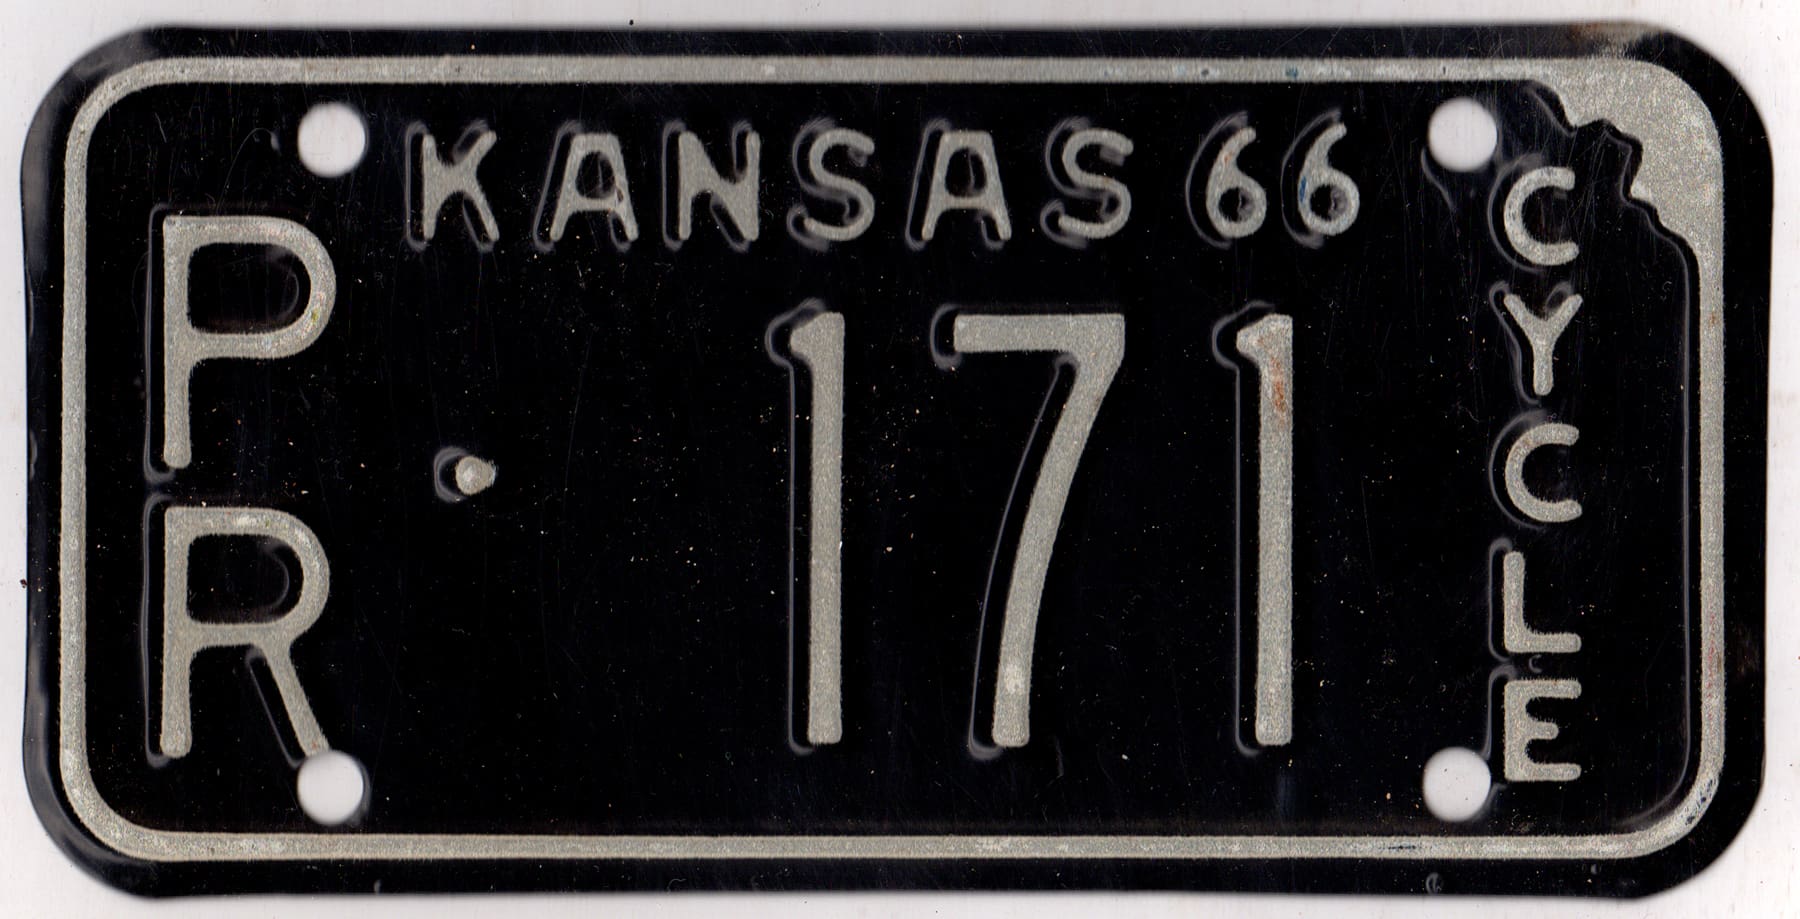 KANSAS 66
PR · 171
CYCLE